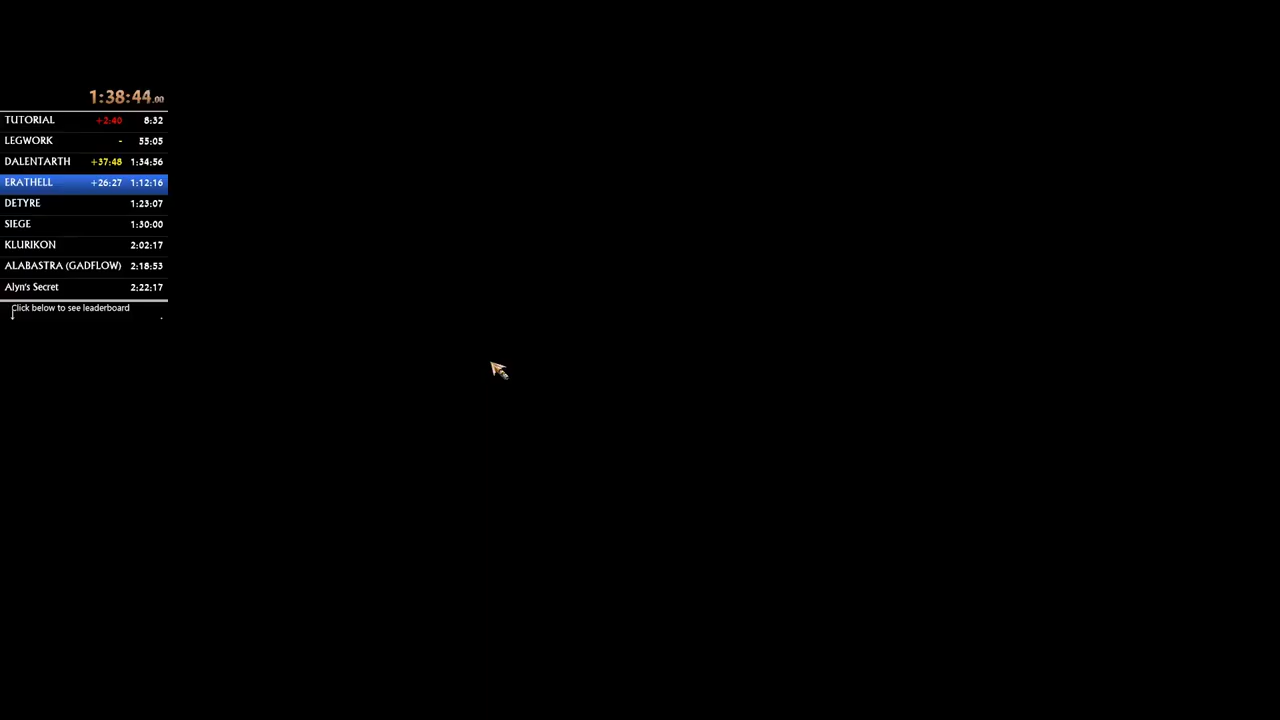 1:38:44.00
TUTORIAL +2:40 8:32
LEGWORK - 55:05
DALENTARTH +37:48 1:34:56
ERATHELL +26:27 1:12:16
DETYRE 1:23:07
SIEGE 1:30:00
KLURIKON 2:02:17
ALABASTRA (GADFLOW) 2:18:53
Alyn's Secret 2:22:17
Click below to see leaderboard